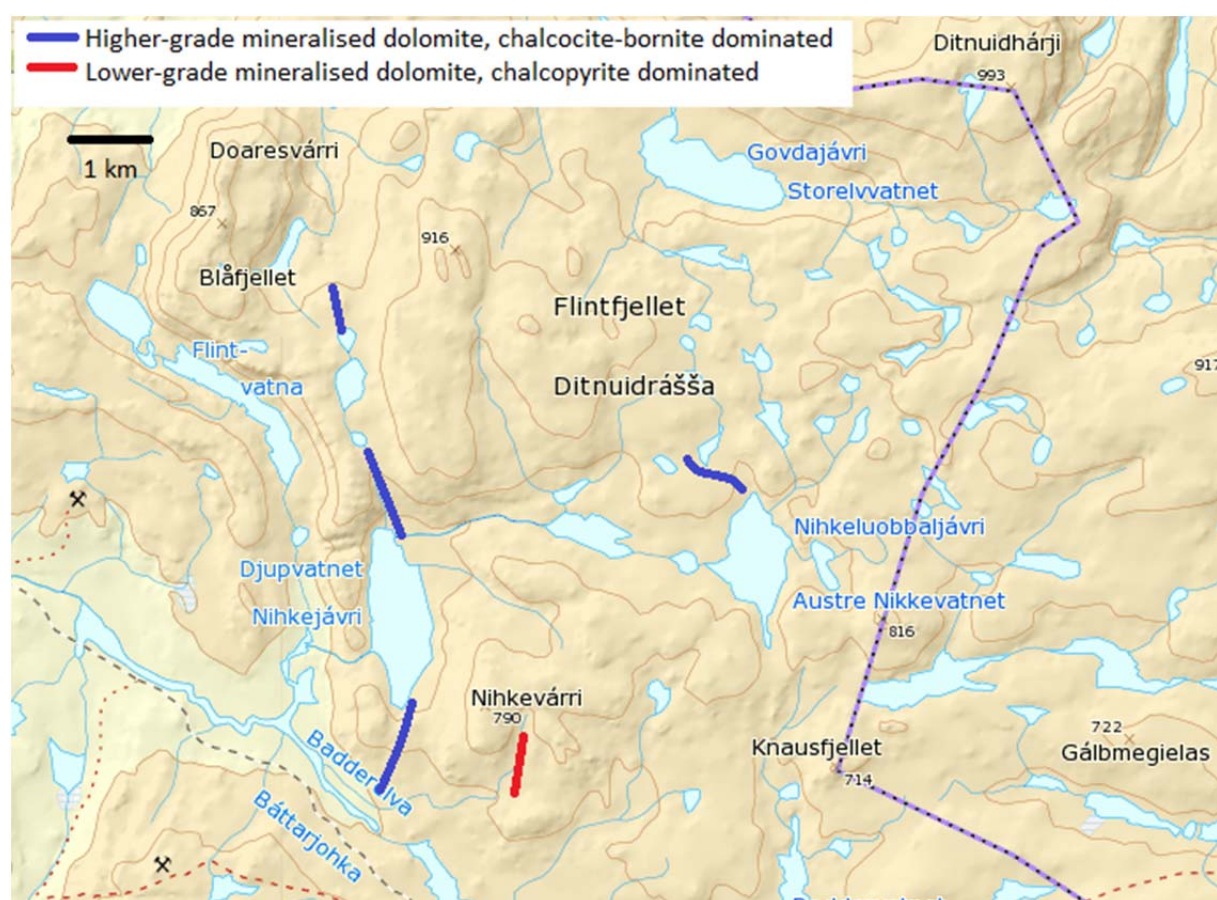 Higher-grade mineralised dolomite, chalcocite-bornite dominated
Lower-grade mineralised dolomite, chalcopyrite dominated
Ditnuidhárji
993
1 km
Doaresvárri
Govdajávri
Storelvvatnet
867
916
Blåfjellet
Flintfjellet
Flint-
vatna
917
Ditnuidrášša
Nihkeluobbaljávri
Djupvatnet
Austre Nikkevatnet
Nihkejávri
816
Nihkevárri
790
722
Knausfjellet
Gálbmegielas
714
Badderelva
Báttarjohka